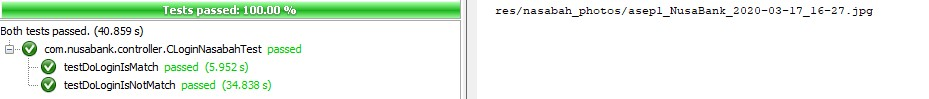 Tests passed: 100.00 %
Both tests passed. (40.859 s)
com.nusabank.controller.CLoginNasabahTest passed
testDoLoginIsMatch passed (5.952 s)
testDoLoginIsNotMatch passed (34.838 s)
res/nasabah_photos/asep1_NusaBank_2020-03-17_16-27.jpg